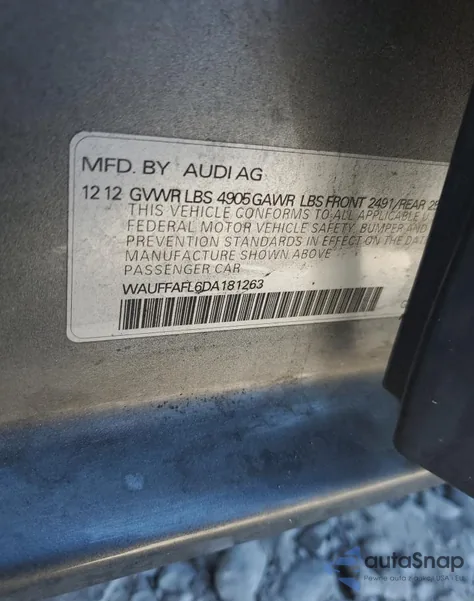 MFD. BY AUDI AG
12 12 GVWR LBS 4905 GAWR LBS FRONT 2491/REAR
THIS VEHICLE CONFORMS TO ALL APPLICABLE
FEDERAL MOTOR VEHICLE SAFETY, BUMPER AND
PREVENTION STANDARDS IN EFFECT ON DATE
MANUFACTURE SHOWN ABOVE
PASSENGER CAR
WAUFFAFL6DA181263
autoSnap